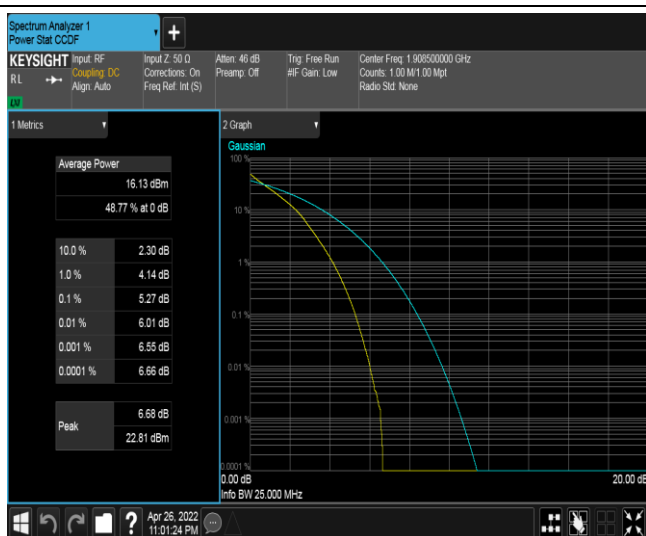 Spectrum Analyzer 1
Power Stat CCDF
KEYSIGHT
RL
Input: RF
Coupling: DC
Align: Auto
Input Z: 50 Ω
Corrections: On
Freq Ref: Int (S)
Atten: 46 dB
Preamp: Off
Trig: Free Run
#IF Gain: Low
Center Freq: 1.908500000 GHz
Counts: 1.00 M/1.00 Mpt
Radio Std: None
1 Metrics
Average Power
16.13 dBm
48.77 % at 0 dB
10.0 % 2.30 dB
1.0 % 4.14 dB
0.1 % 5.27 dB
0.01 % 6.01 dB
0.001 % 6.55 dB
0.0001 % 6.66 dB
Peak
6.68 dB
22.81 dBm
2 Graph
Gaussian
100 %
10 %
1 %
0.1 %
0.01 %
0.001 %
0.0001 %
0.00 dB 20.00 dB
Info BW 25.000 MHz
Apr 26, 2022
11:01:24 PM